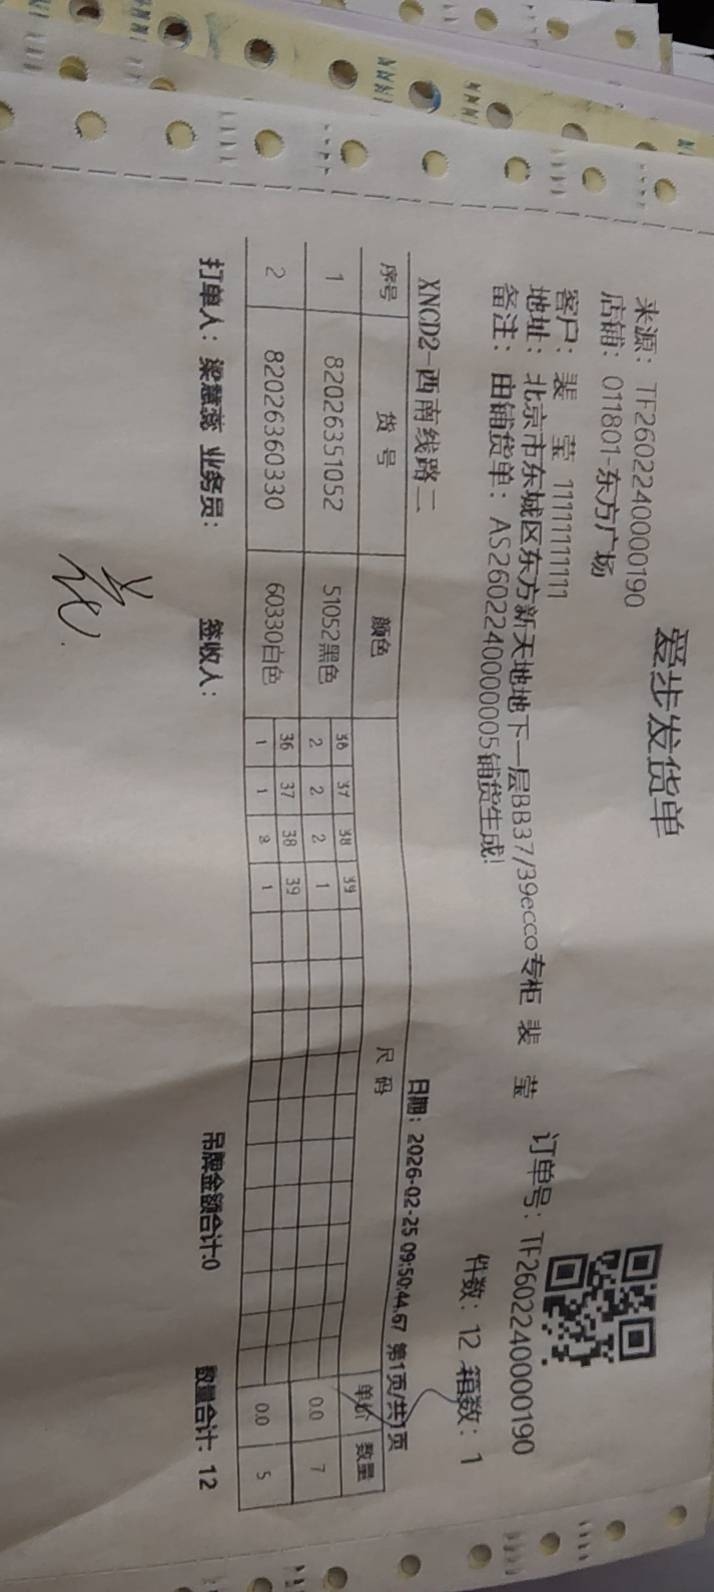 爱步发货单
来源：TF2602240000190
店铺：011801-东方广场
客户：裴 莹 11111111111
订单号：TF2602240000190
地址：北京市东城区东方新天地地下一层BB37/39ecco专柜 裴 莹
备注：由铺货单：AS2602240000005铺货生成!
件数：12 箱数：1
XNCD2-西南线路二
日期：2026-02-25 09:50:44.67 第1页/共1页
序号 货 号 颜色 尺 码 单价 数量
36 37 38 39
1 82026351052 51052黑色 2 2 2 1 0.0 7
36 37 38 39
2 82026360330 60330白色 1 1 2 1 0.0 5
打单人：梁慧蕊 业务员： 签收人： 吊牌金额合计:0 数量合计: 12